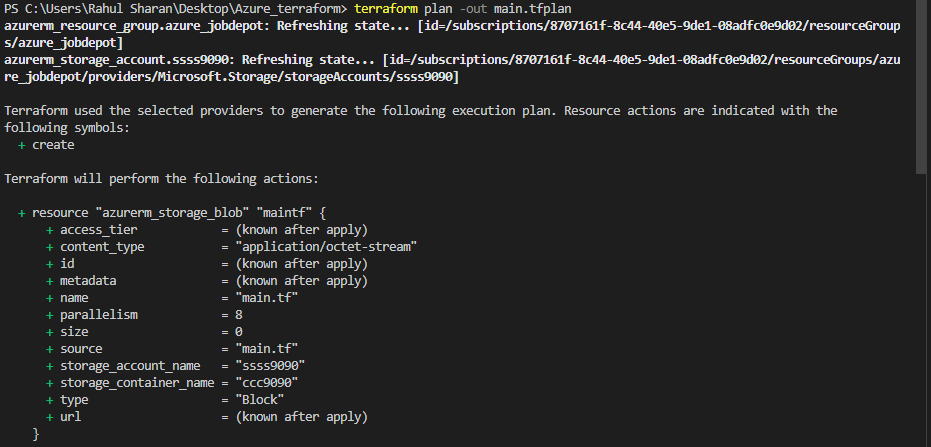 PS C:\Users\Rahul Sharan\Desktop\Azure_terraform> terraform plan -out main.tfplan
azurerm_resource_group.azure_jobdepot: Refreshing state... [id=/subscriptions/8707161f-8c44-40e5-9de1-08adfc0e9d02/resourceGroup
s/azure_jobdepot]
azurerm_storage_account.ssss9090: Refreshing state... [id=/subscriptions/8707161f-8c44-40e5-9de1-08adfc0e9d02/resourceGroups/azu
re_jobdepot/providers/Microsoft.Storage/storageAccounts/ssss9090]
Terraform used the selected providers to generate the following execution plan. Resource actions are indicated with the
following symbols:
  + create
Terraform will perform the following actions:
  + resource "azurerm_storage_blob" "maintf" {
      + access_tier            = (known after apply)
      + content_type           = "application/octet-stream"
      + id                     = (known after apply)
      + metadata               = (known after apply)
      + name                   = "main.tf"
      + parallelism            = 8
      + size                   = 0
      + source                 = "main.tf"
      + storage_account_name   = "ssss9090"
      + storage_container_name = "ccc9090"
      + type                   = "Block"
      + url                    = (known after apply)
    }